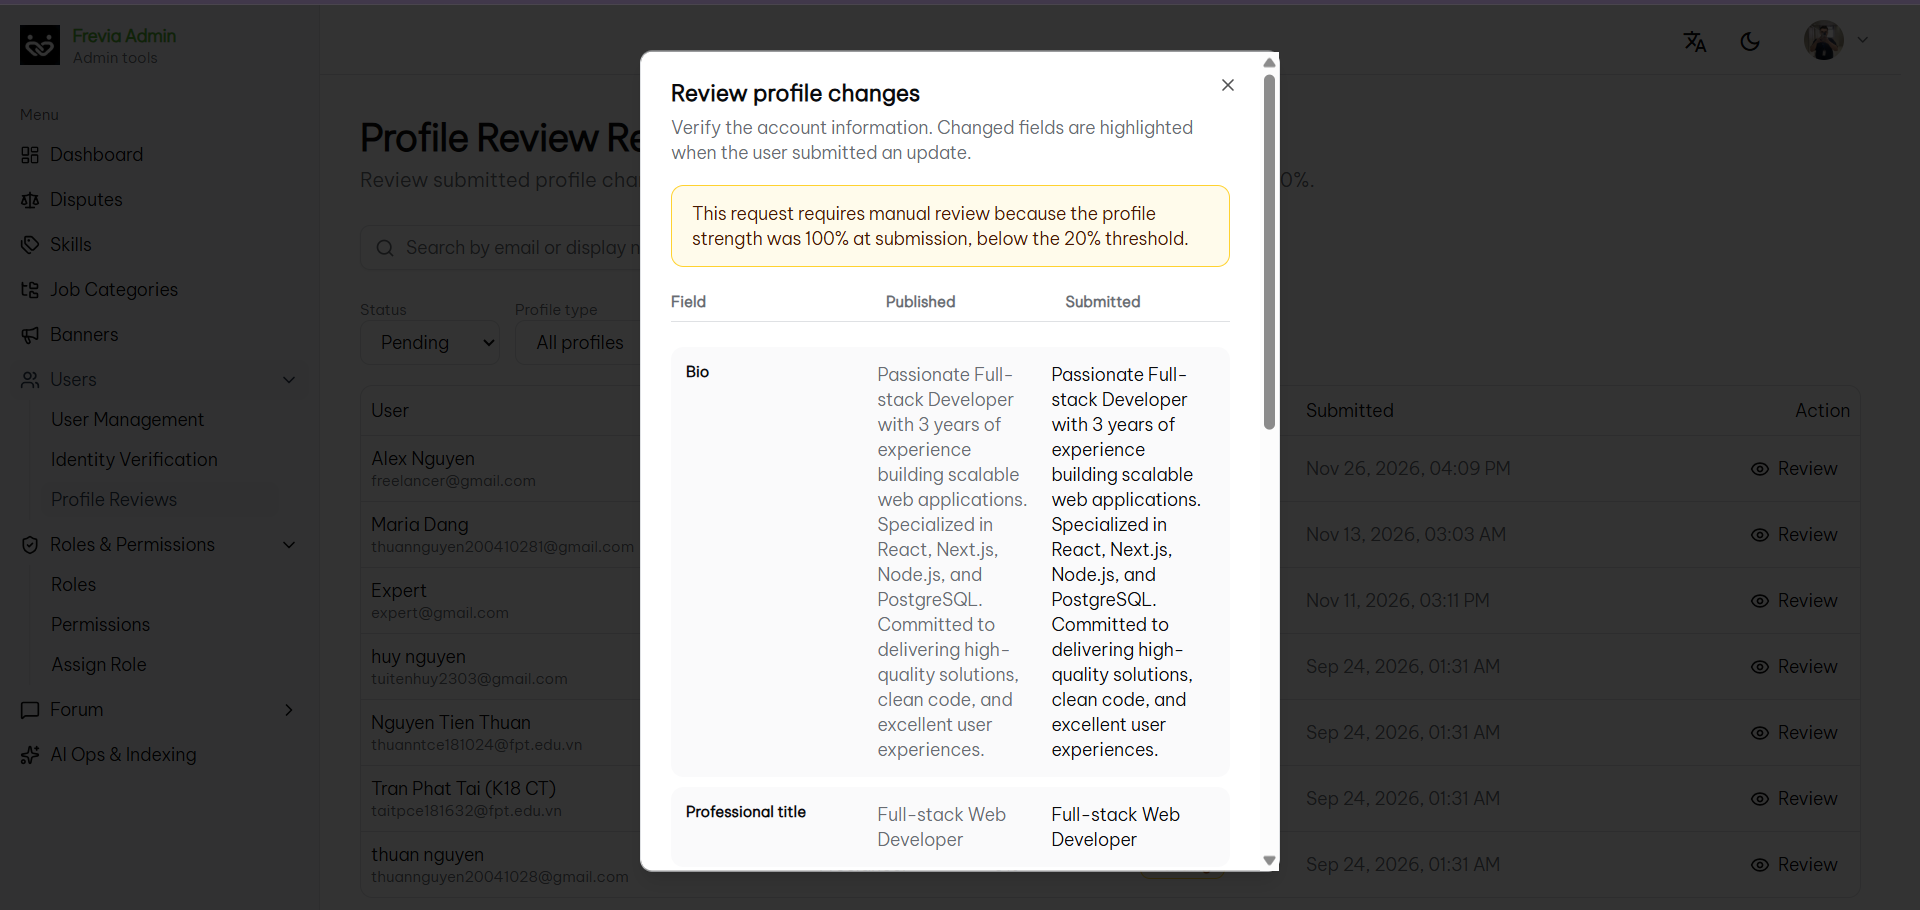 Frevia Admin
Admin tools
Menu
Dashboard
Disputes
Skills
Job Categories
Banners
Users
User Management
Identity Verification
Profile Reviews
Roles & Permissions
Roles
Permissions
Assign Role
Forum
AI Ops & Indexing
Profile Review Re
Review submitted profile cha
0%.
Search by email or display n
Status
Profile type
Pending
All profiles
User
Submitted
Action
Alex Nguyen
freelancer@gmail.com
Nov 26, 2026, 04:09 PM
Review
Maria Dang
thuannguyen200410281@gmail.com
Nov 13, 2026, 03:03 AM
Review
Expert
expert@gmail.com
Nov 11, 2026, 03:11 PM
Review
huy nguyen
tuitenhuy2303@gmail.com
Sep 24, 2026, 01:31 AM
Review
Nguyen Tien Thuan
thuanntce181024@fpt.edu.vn
Sep 24, 2026, 01:31 AM
Review
Tran Phat Tai (K18 CT)
taitpce181632@fpt.edu.vn
Sep 24, 2026, 01:31 AM
Review
thuan nguyen
thuannguyen20041028@gmail.com
Sep 24, 2026, 01:31 AM
Review
Review profile changes
Verify the account information. Changed fields are highlighted
when the user submitted an update.
This request requires manual review because the profile
strength was 100% at submission, below the 20% threshold.
Field
Published
Submitted
Bio
Passionate Full-
stack Developer
with 3 years of
experience
building scalable
web applications.
Specialized in
React, Next.js,
Node.js, and
PostgreSQL.
Committed to
delivering high-
quality solutions,
clean code, and
excellent user
experiences.
Passionate Full-
stack Developer
with 3 years of
experience
building scalable
web applications.
Specialized in
React, Next.js,
Node.js, and
PostgreSQL.
Committed to
delivering high-
quality solutions,
clean code, and
excellent user
experiences.
Professional title
Full-stack Web
Developer
Full-stack Web
Developer